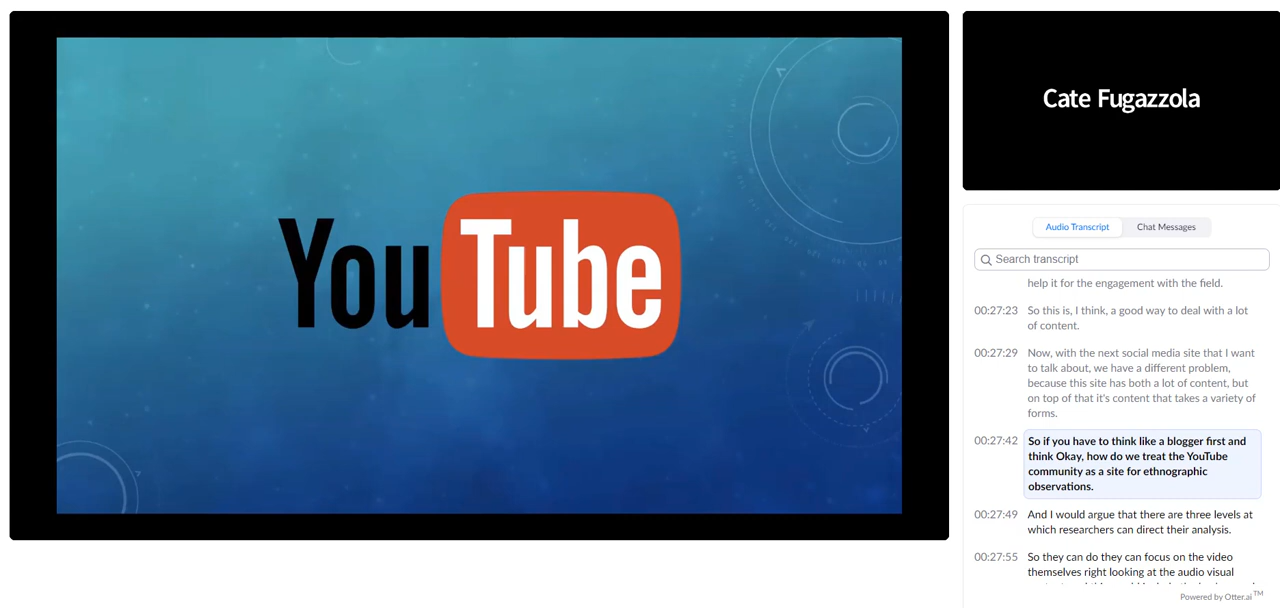 YouTube
Cate Fugazzola
Audio Transcript
Chat Messages
Search transcript
help it for the engagement with the field.
00:27:23
So this is, I think, a good way to deal with a lot
of content.
00:27:29
Now, with the next social media site that I want
to talk about, we have a different problem,
because this site has both a lot of content, but
on top of that it's content that takes a variety of
forms.
00:27:42
So if you have to think like a blogger first and
think Okay, how do we treat the YouTube
community as a site for ethnographic
observations.
00:27:49
And I would argue that there are three levels at
which researchers can direct their analysis.
00:27:55
So they can do they can focus on the video
themselves right looking at the audio visual
Powered by Otter.ai™